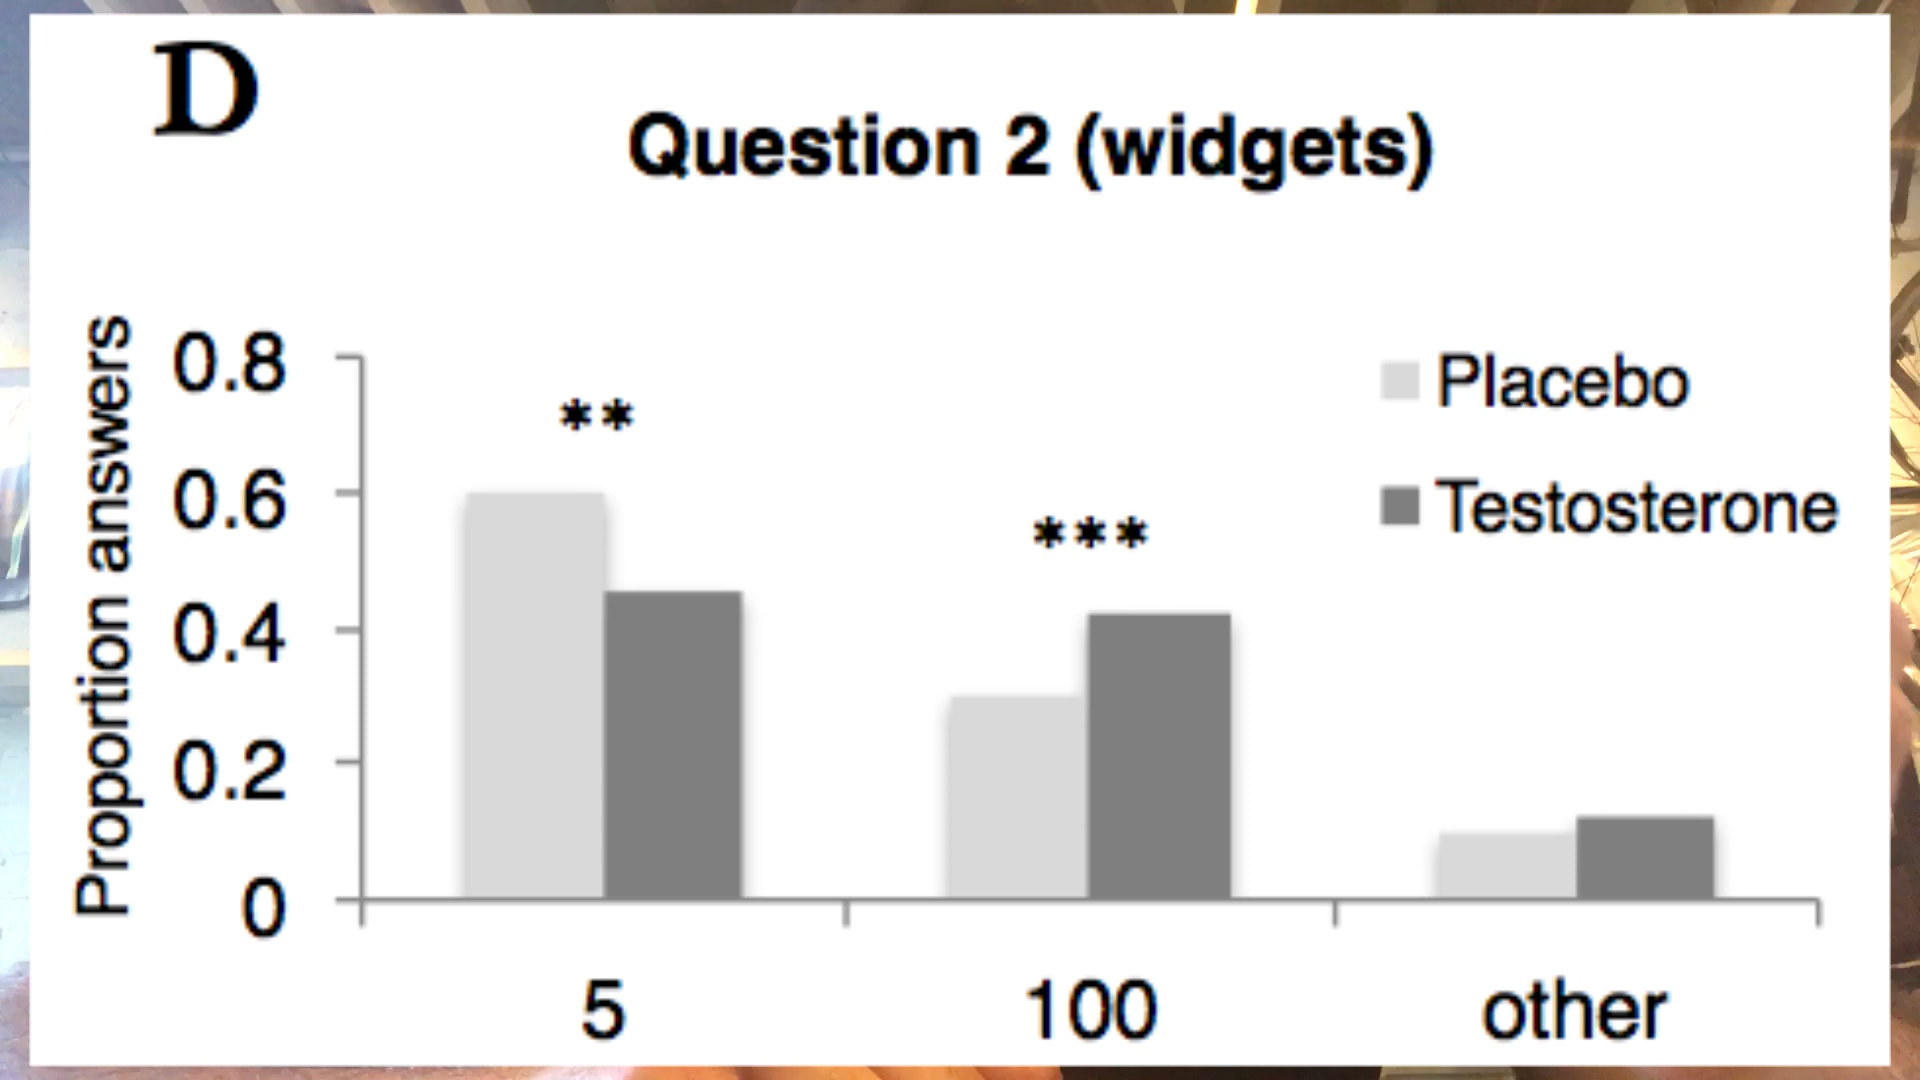 D
Question 2 (widgets)
Proportion answers
0.8
0.6
0.4
0.2
0
**
***
Placebo
Testosterone
5
100
other